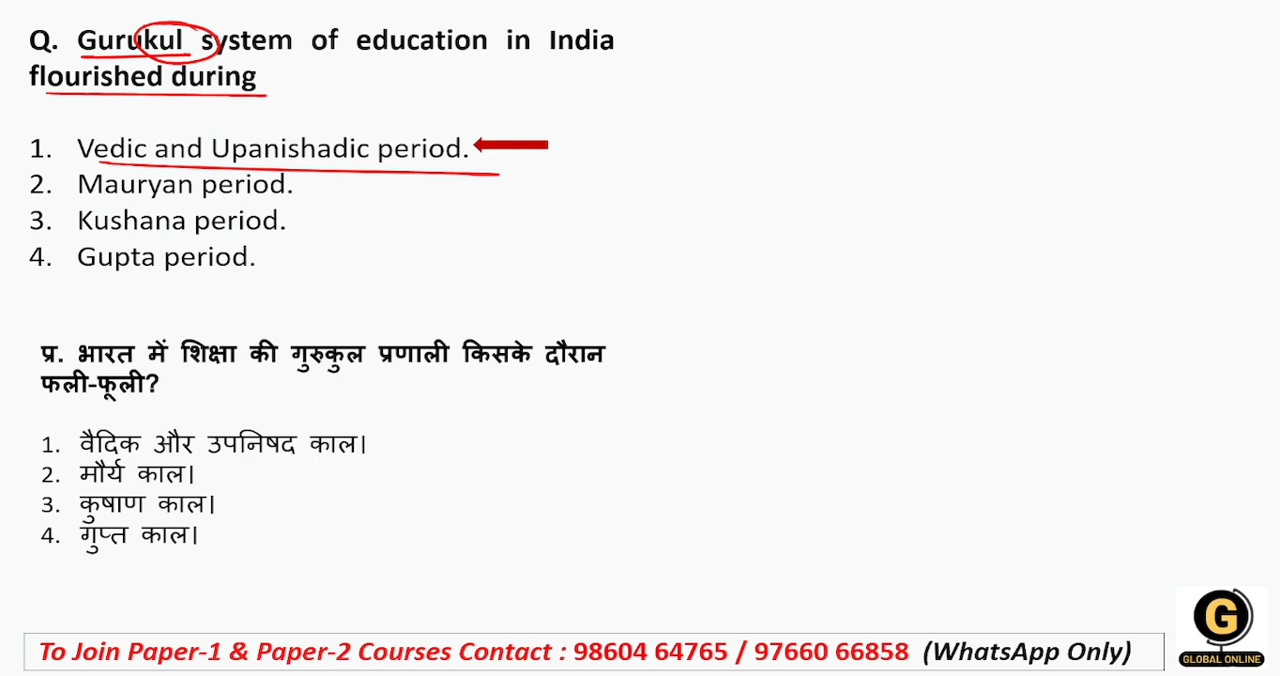 Q. Gurukul system of education in India
flourished during
1. Vedic and Upanishadic period.
2. Mauryan period.
3. Kushana period.
4. Gupta period.
प्र. भारत में शिक्षा की गुरुकुल प्रणाली किसके दौरान
फली-फूली?
1. वैदिक और उपनिषद काल।
2. मौर्य काल।
3. कुषाण काल।
4. गुप्त काल।
To Join Paper-1 & Paper-2 Courses Contact : 98604 64765 / 97660 66858 (WhatsApp Only)
G
GLOBAL ONLINE